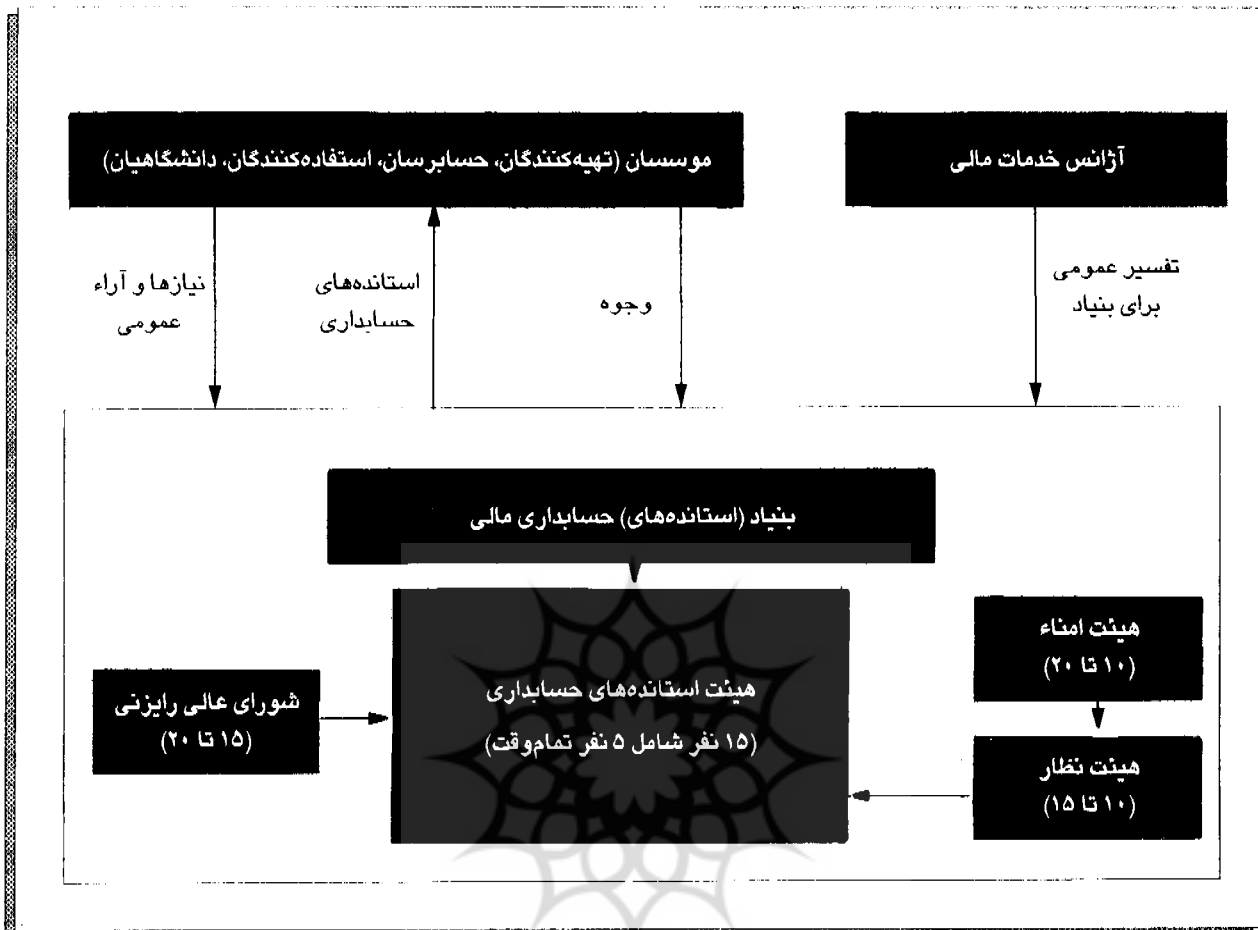 موسسان (تهیه‌کنندگان، حسابرسان، استفاده‌کنندگان، دانشگاهیان)
آژانس خدمات مالی
نیازها و آراء
عمومی
استانده‌های
حسابداری
وجوه
تفسیر عمومی
برای بنیاد
بنیاد (استانده‌های) حسابداری مالی
هیئت امناء
(۱۰ تا ۲۰)
شورای عالی رایزنی
(۱۵ تا ۲۰)
هیئت استانده‌های حسابداری
(۱۵ نفر شامل ۵ نفر تمام‌وقت)
هیئت نظار
(۱۰ تا ۱۵)